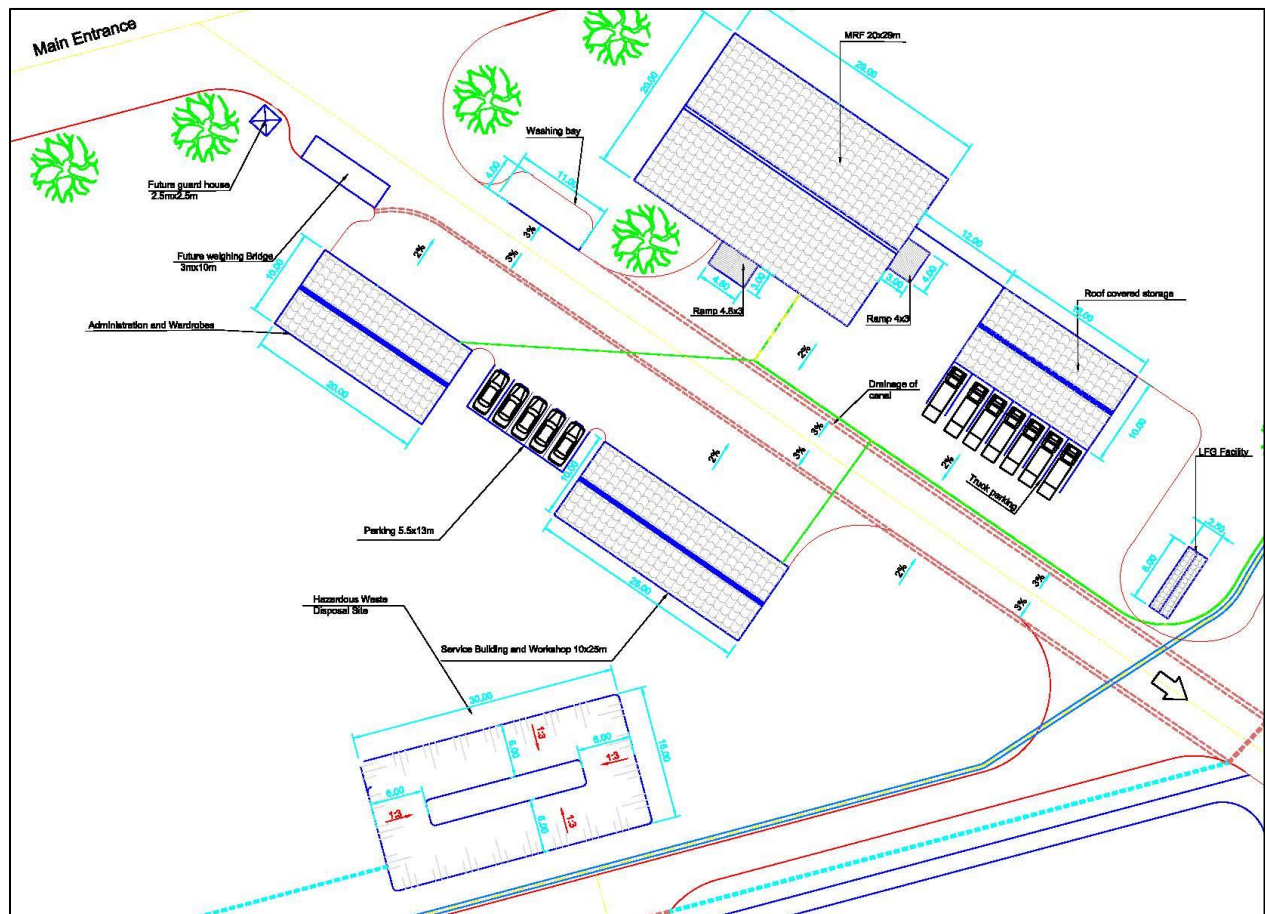 Main Entrance
MRF 20x29m
29.00
20.00
Washing bay
4.00
11.00
Future guard house
2.5mx2.5m
Future weighing Bridge
3mx10m
2%
3%
3%
12.00
10.00
Administration and Wardrobes
20.00
4.60
3.00
Ramp 4.6x3
3.00
4.00
Ramp 4x3
Roof covered storage
10.00
2%
Drainage of
canal
3%
3%
2%
2%
Truck parking
LFG Facility
2.50
Parking 5.5x13m
10.00
25.00
2%
3%
3%
Hazardous Waste
Disposal Site
Service Building and Workshop 10x25m
30.00
15.00
6.00
1:3
6.00
1:3
6.00
1:3
6.00
1:3